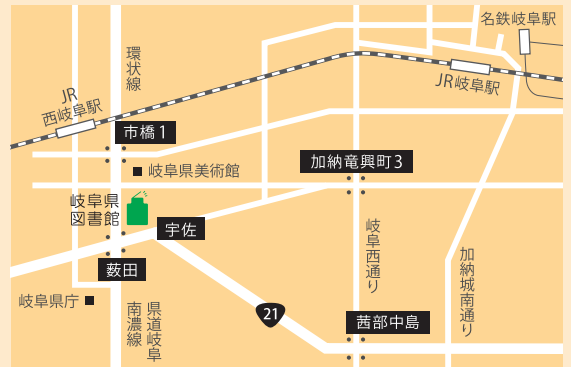 名鉄岐阜駅
環状線
JR岐阜駅
JR
西岐阜駅
市橋1
岐阜県美術館
加納竜興町3
岐阜県
図書館
宇佐
岐阜西通り
加納城南通り
薮田
岐阜県庁
県道岐阜
南濃線
21
茜部中島